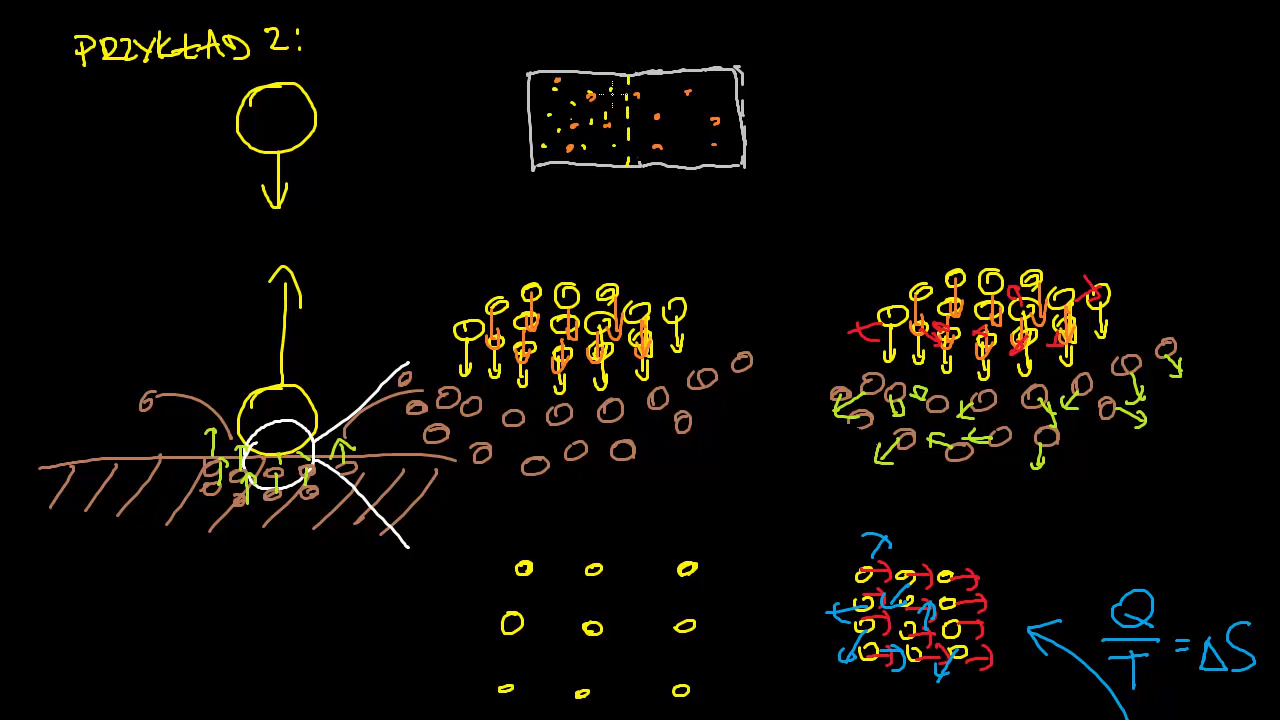 PRZYKŁAD 2:
Q/T = ΔS